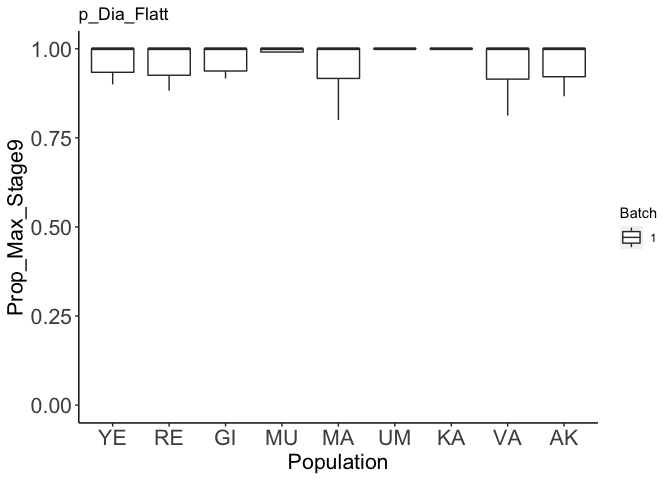 p_Dia_Flatt
1.00
0.75
0.50
0.25
0.00
Prop_Max_Stage9
YE RE GI MU MA UM KA VA AK
Population
Batch
1